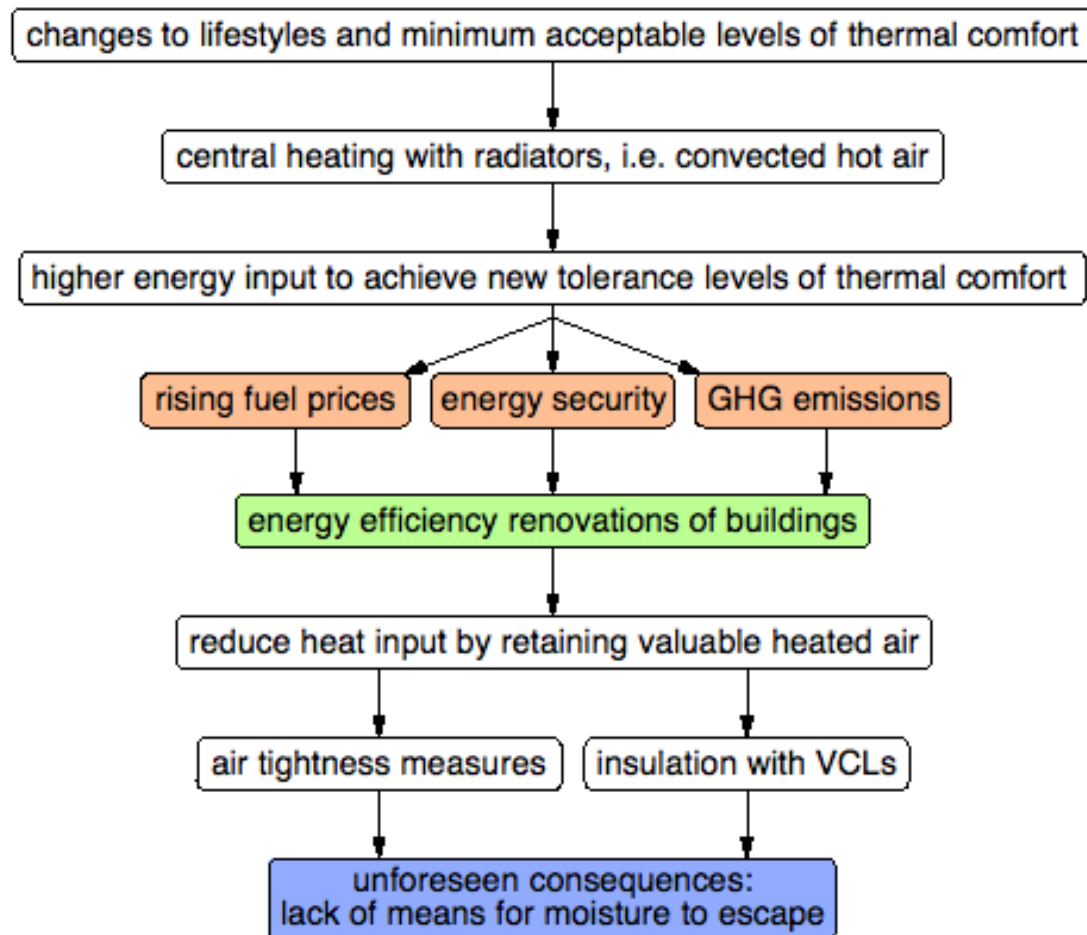 changes to lifestyles and minimum acceptable levels of thermal comfort
central heating with radiators, i.e. convected hot air
higher energy input to achieve new tolerance levels of thermal comfort
rising fuel prices
energy security
GHG emissions
energy efficiency renovations of buildings
reduce heat input by retaining valuable heated air
air tightness measures
insulation with VCLs
unforeseen consequences:
lack of means for moisture to escape